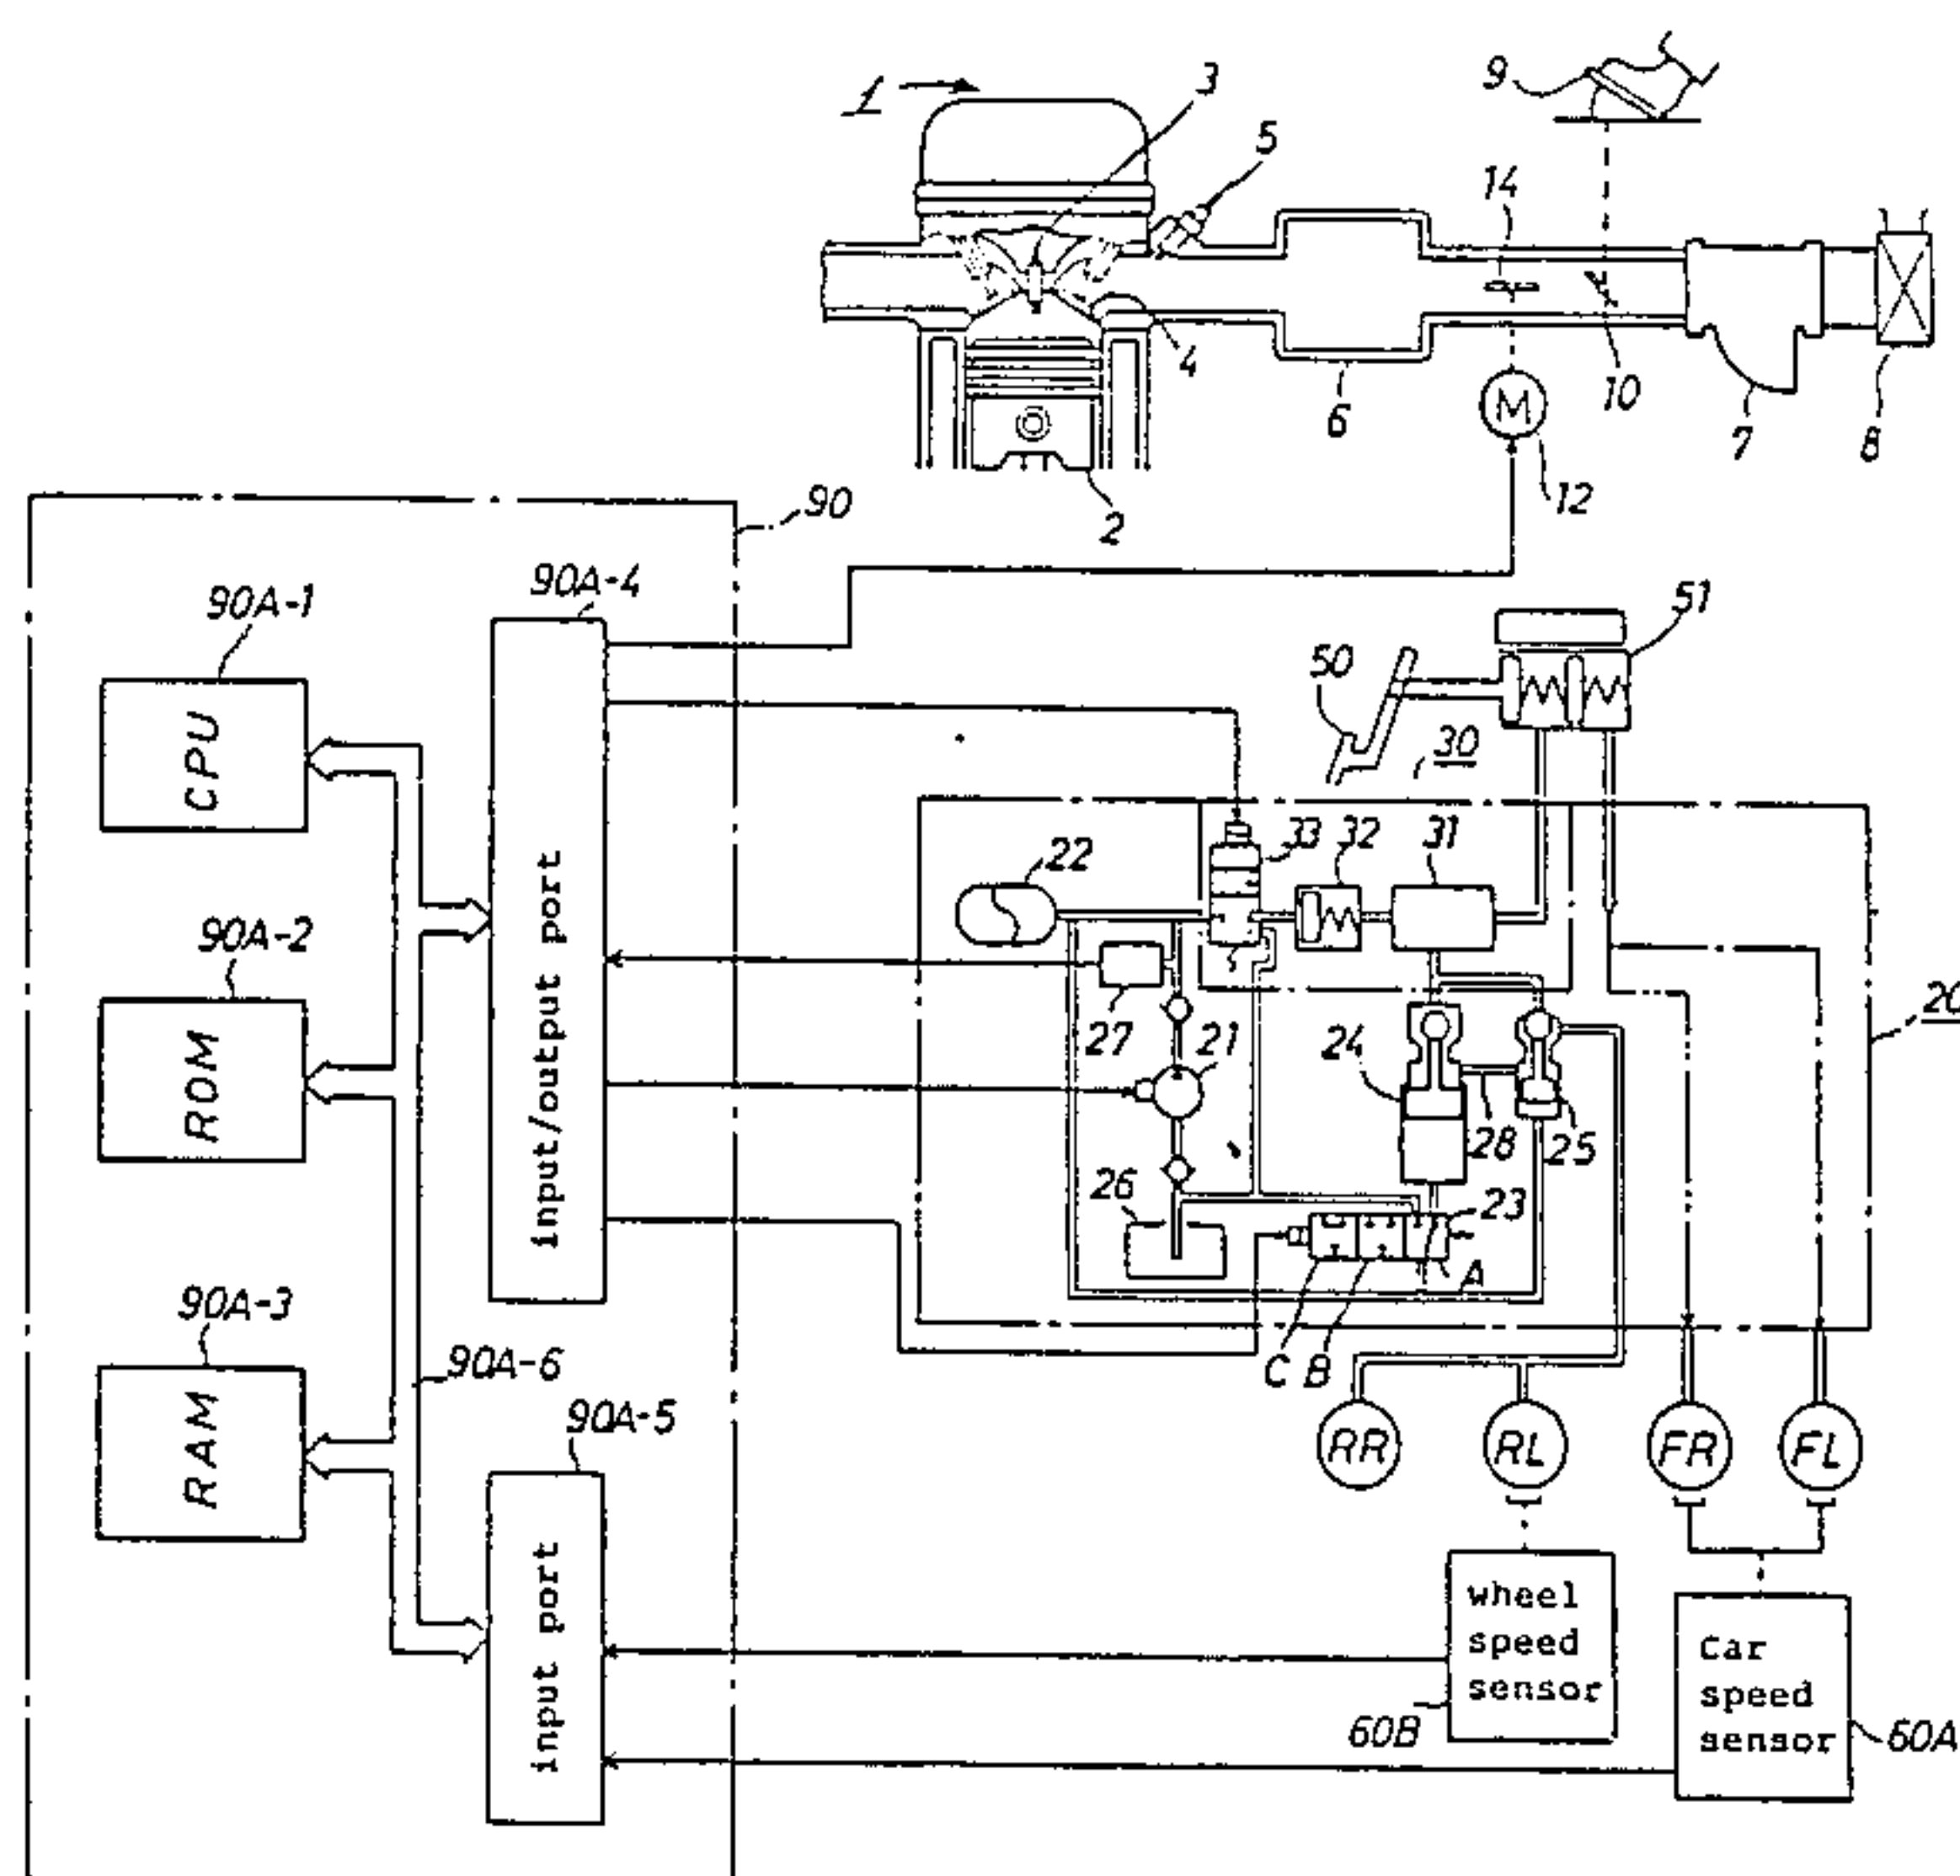 1
3
5
9
14
4
6
10
7
8
M
12
2
90
90A-4
90A-1
CPU
51
50
30
33
32
31
22
input/output port
90A-2
ROM
20
27
21
24
28
25
26
23
A
C B
90A-3
RAM
90A-6
90A-5
RR
RL
FR
FL
input port
wheel
speed
sensor
60B
Car
speed
sensor
60A